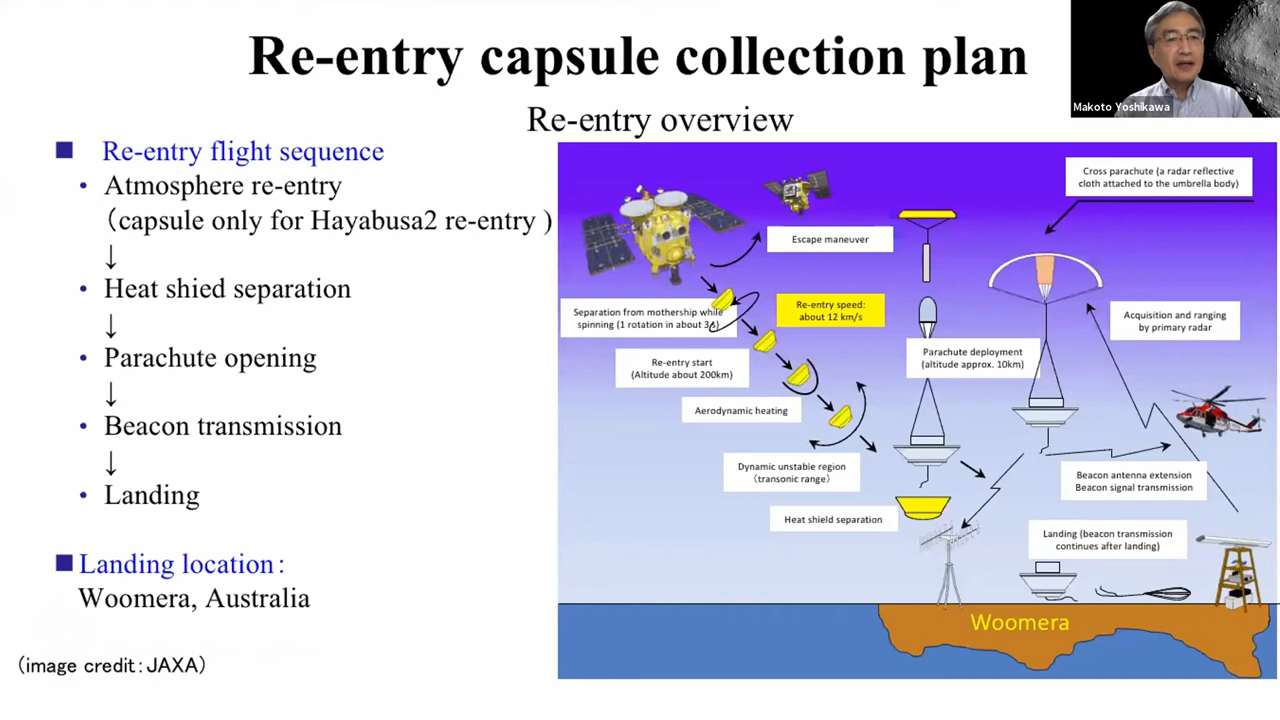 Re-entry capsule collection plan
Makoto Yoshikawa
Re-entry overview
Re-entry flight sequence
• Atmosphere re-entry
（capsule only for Hayabusa2 re-entry )
↓
• Heat shied separation
↓
• Parachute opening
↓
• Beacon transmission
↓
• Landing
Landing location：
Woomera, Australia
（image credit：JAXA）
Cross parachute (a radar reflective
cloth attached to the umbrella body)
Escape maneuver
Separation from mothership while
spinning (1 rotation in about 3s)
Re-entry speed:
about 12 km/s
Acquisition and ranging
by primary radar
Re-entry start
(Altitude about 200km)
Parachute deployment
(altitude approx. 10km)
Aerodynamic heating
Dynamic unstable region
（transonic range）
Beacon antenna extension
Beacon signal transmission
Heat shield separation
Landing (beacon transmission
continues after landing)
Woomera